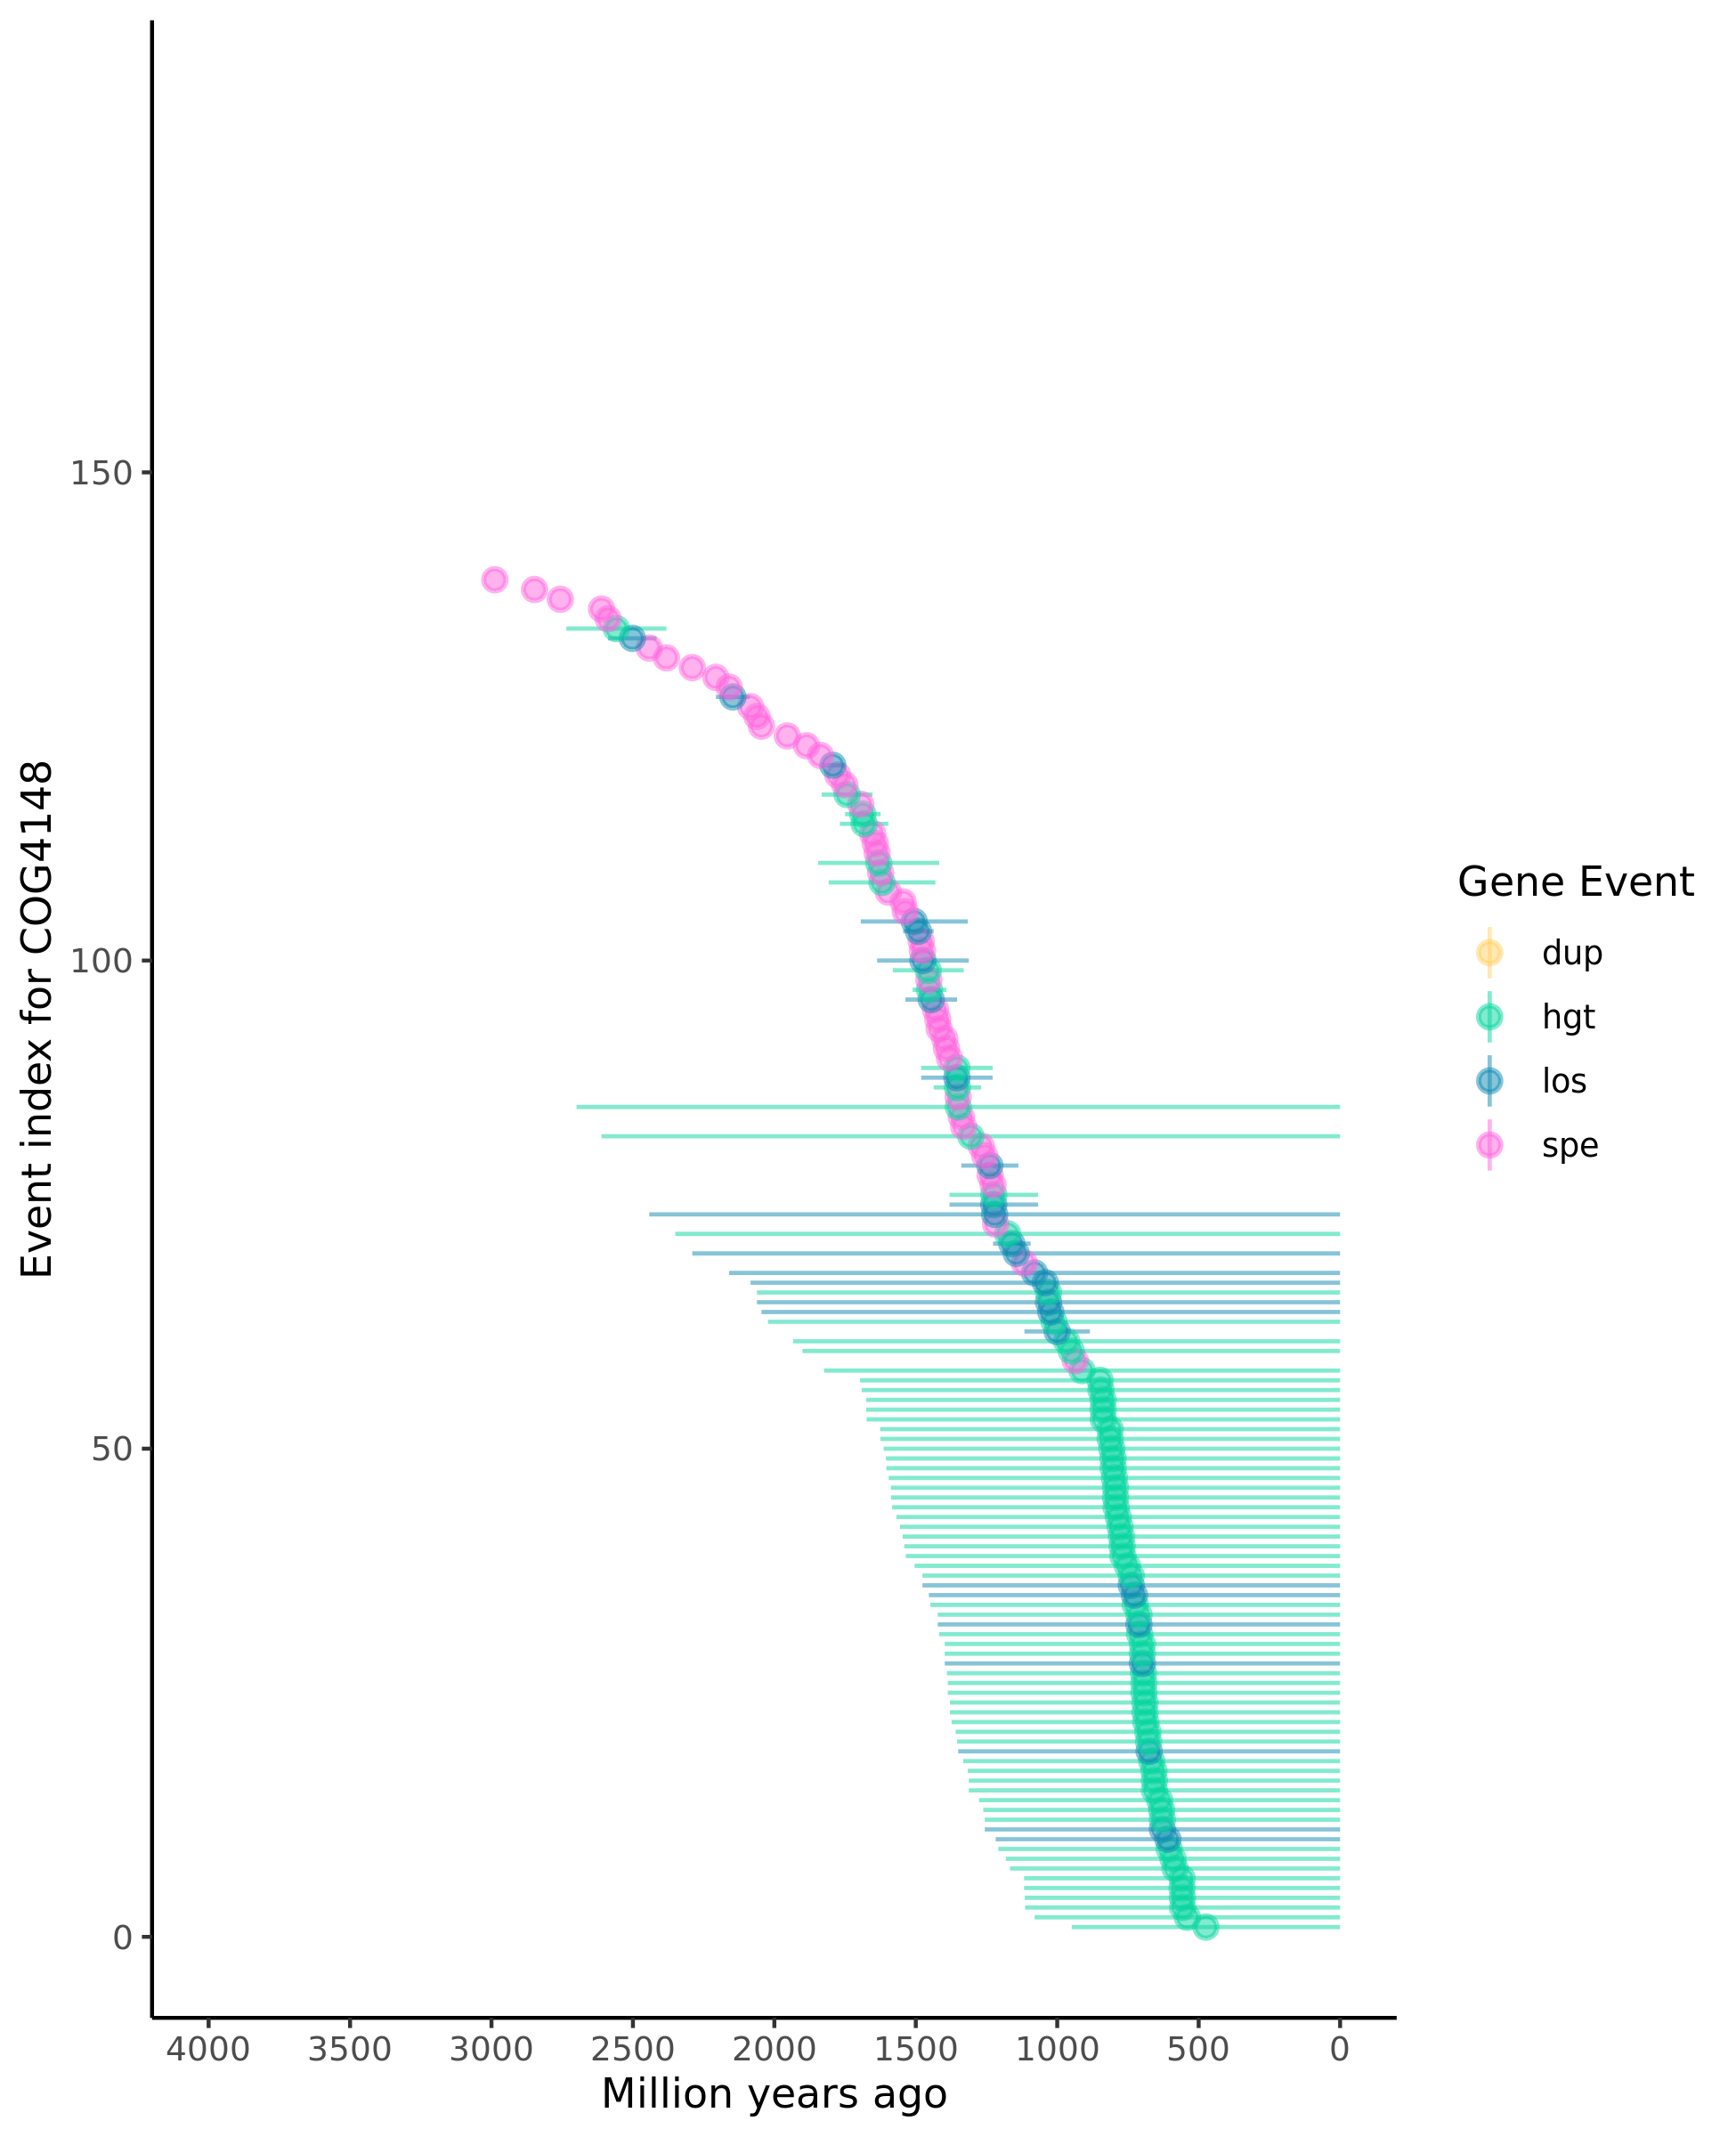 Event index for COG4148
150
100
50
0
4000 3500 3000 2500 2000 1500 1000 500 0
Million years ago
Gene Event
dup
hgt
los
spe